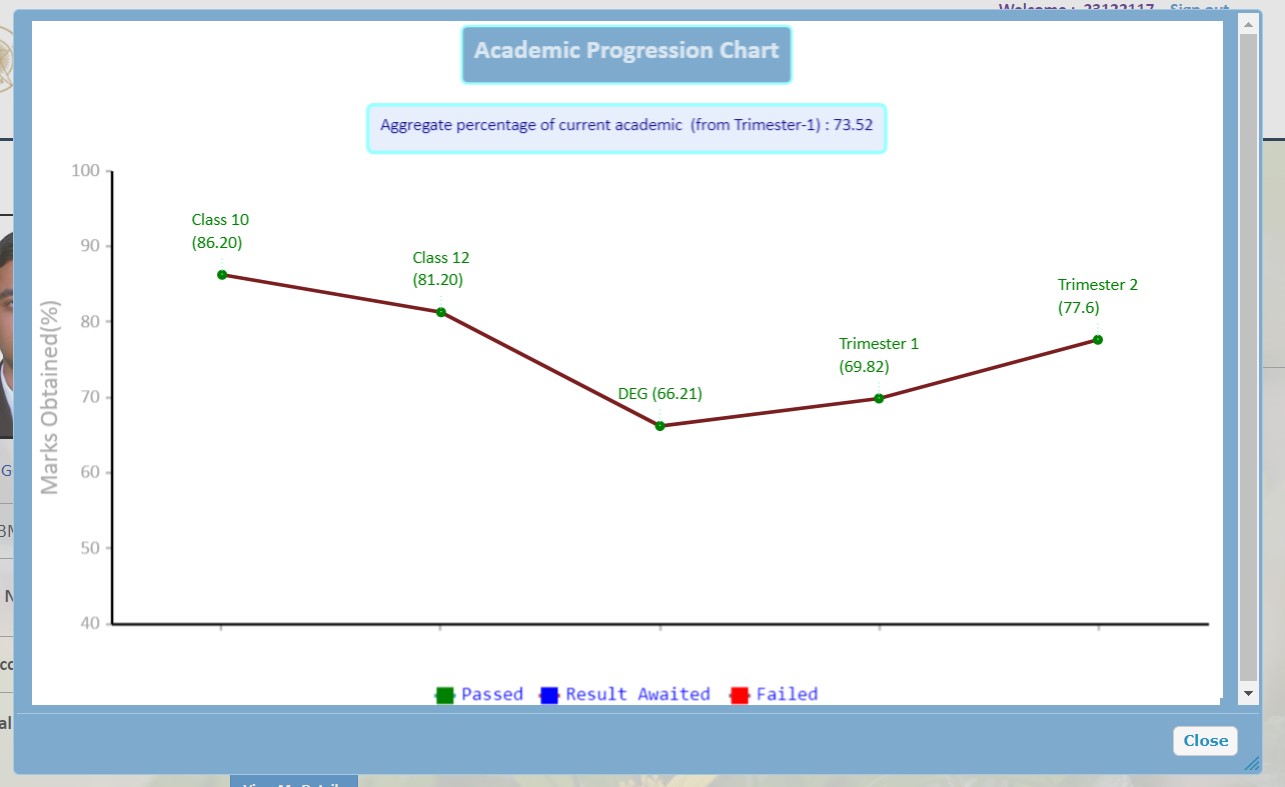 Welcome : 23122117 Sign out
Academic Progression Chart
Aggregate percentage of current academic (from Trimester-1) : 73.52
100
90
80
70
60
50
40
Marks Obtained(%)
Class 10
(86.20)
Class 12
(81.20)
DEG (66.21)
Trimester 1
(69.82)
Trimester 2
(77.6)
Passed
Result Awaited
Failed
Close